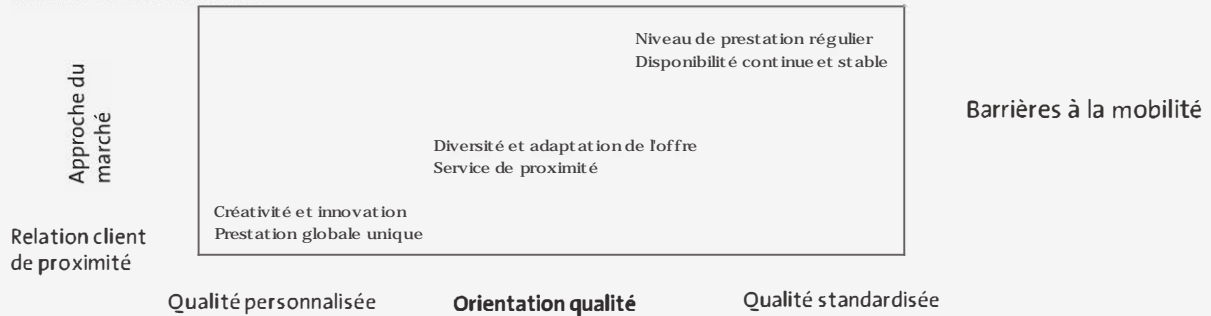 Niveau de prestation régulier
Disponibilité continue et stable
Approche du
marché
Barrières à la mobilité
Diversité et adaptation de l'offre
Service de proximité
Créativité et innovation
Prestation globale unique
Relation client
de proximité
Qualité personnalisée
Orientation qualité
Qualité standardisée